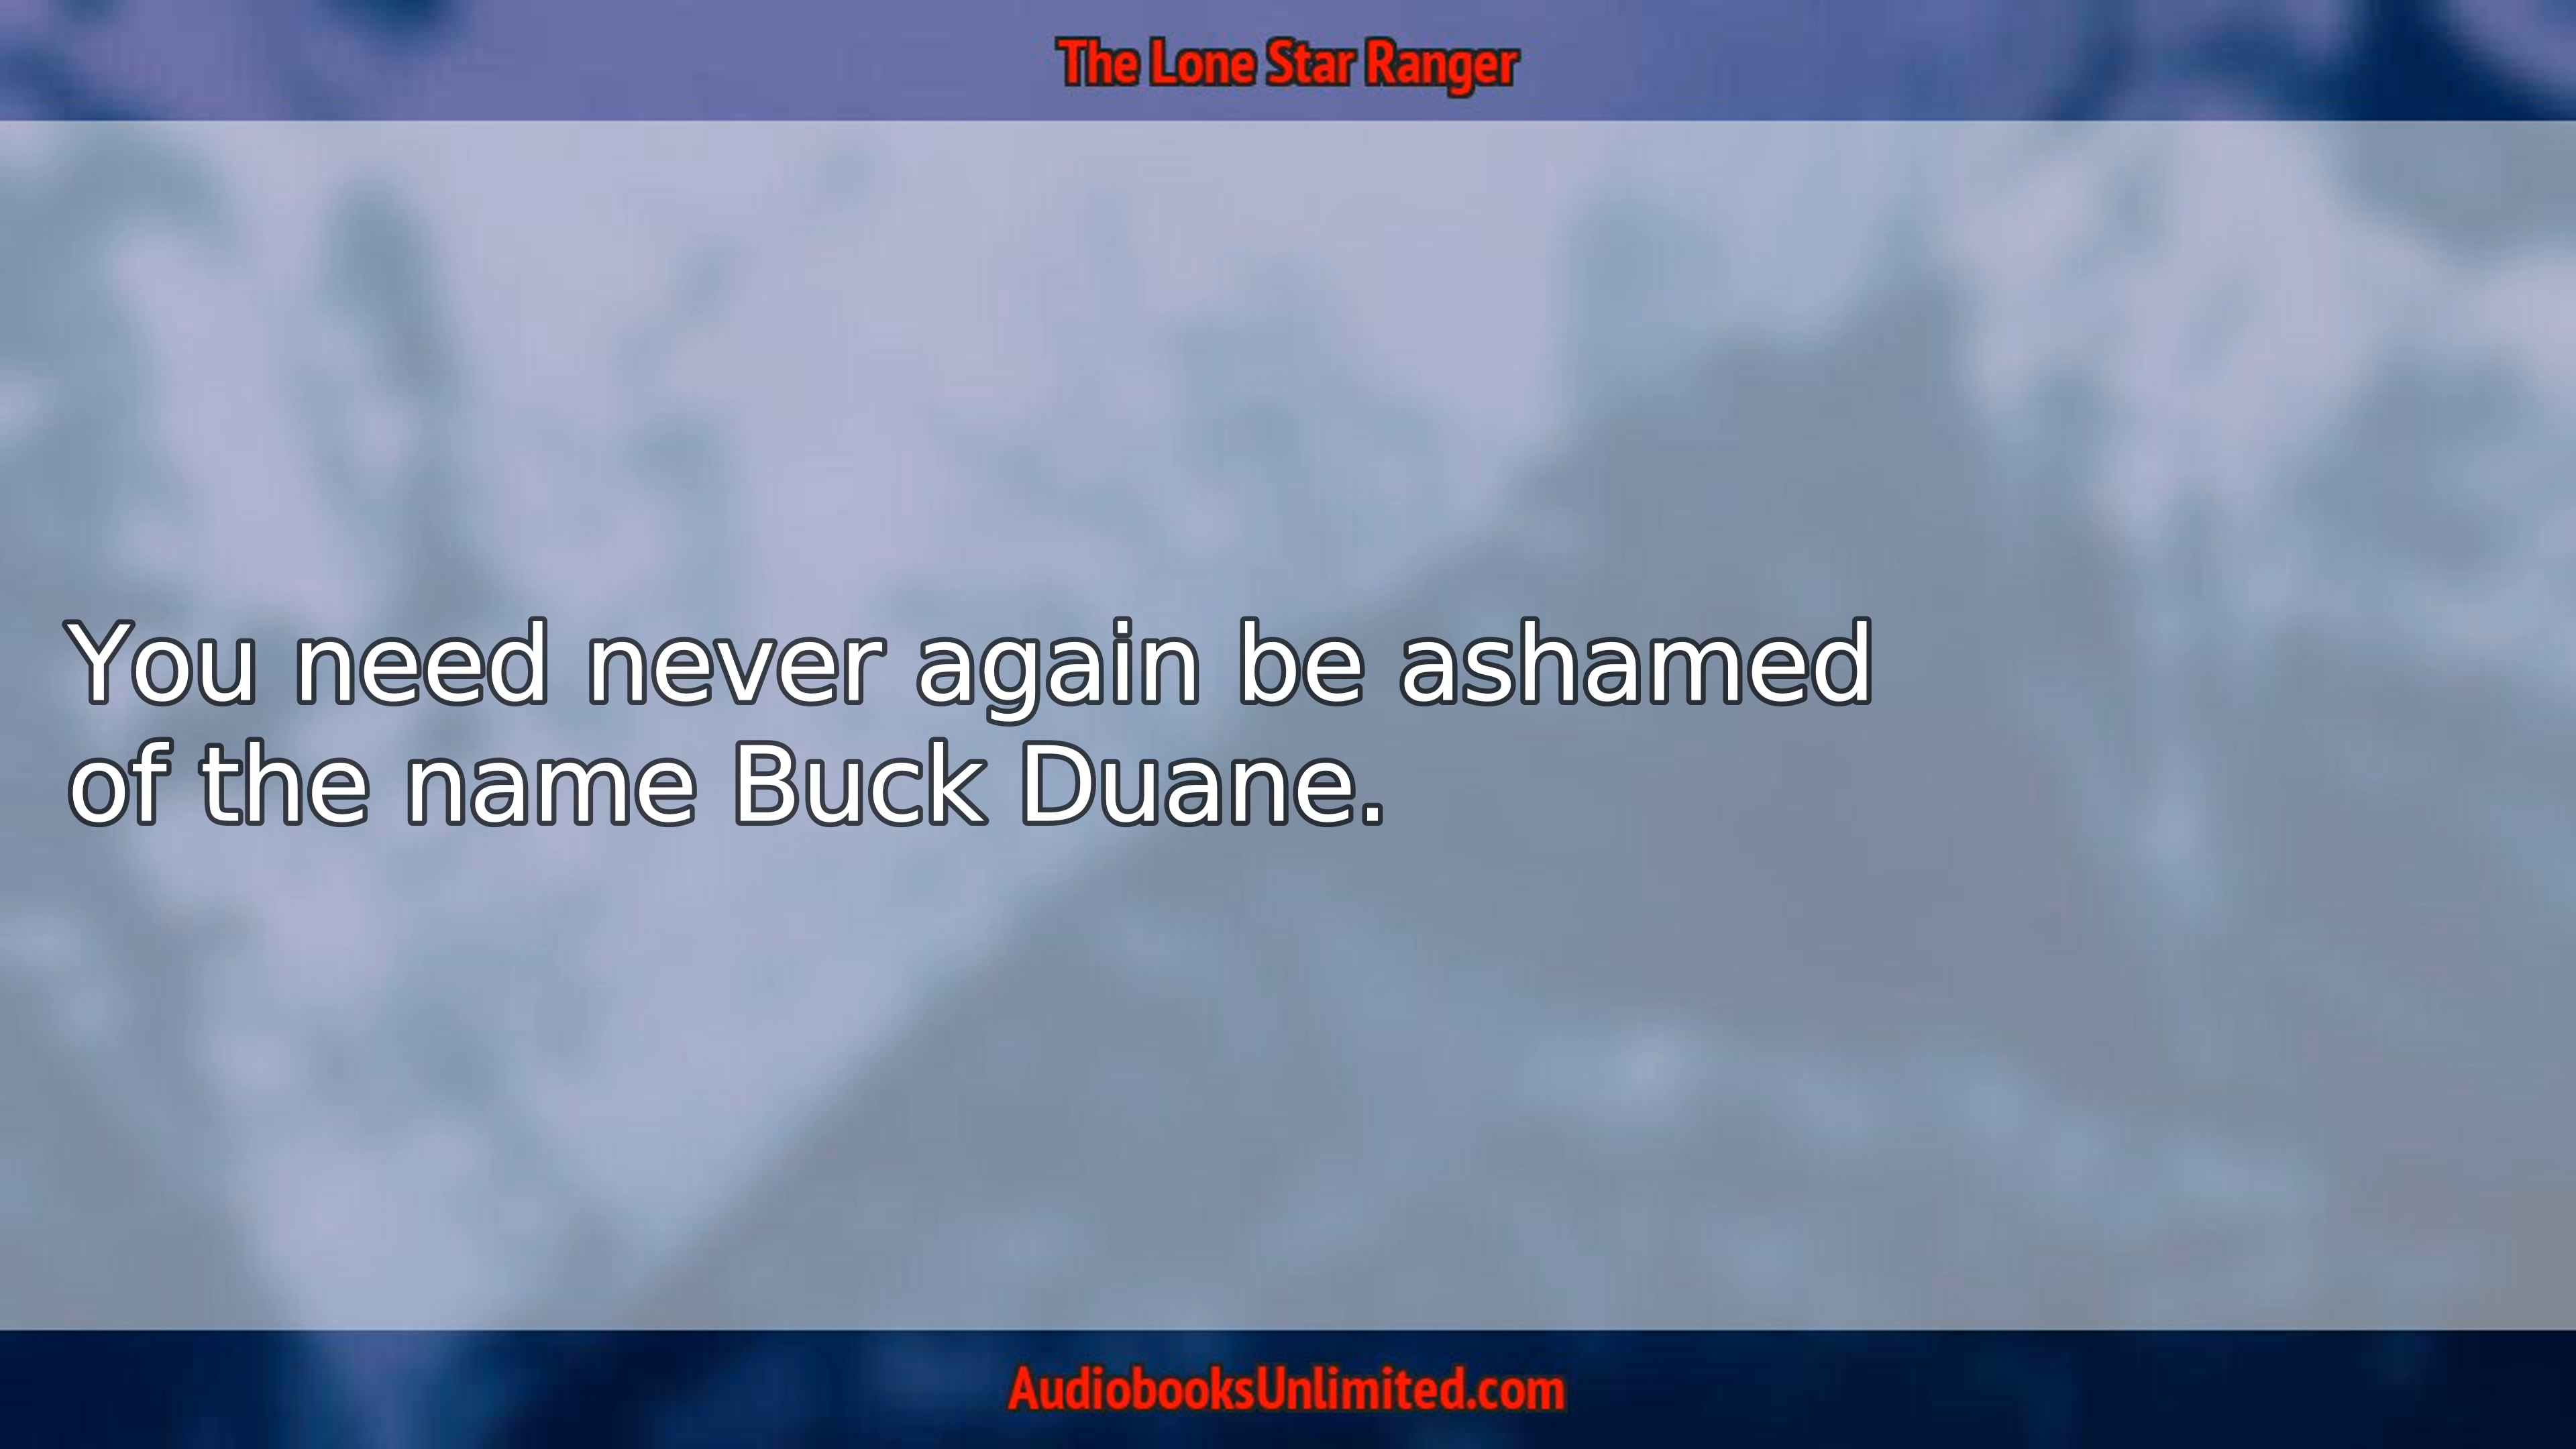 The Lone Star Ranger
You need never again be ashamed
of the name Buck Duane.
AudiobooksUnlimited.com